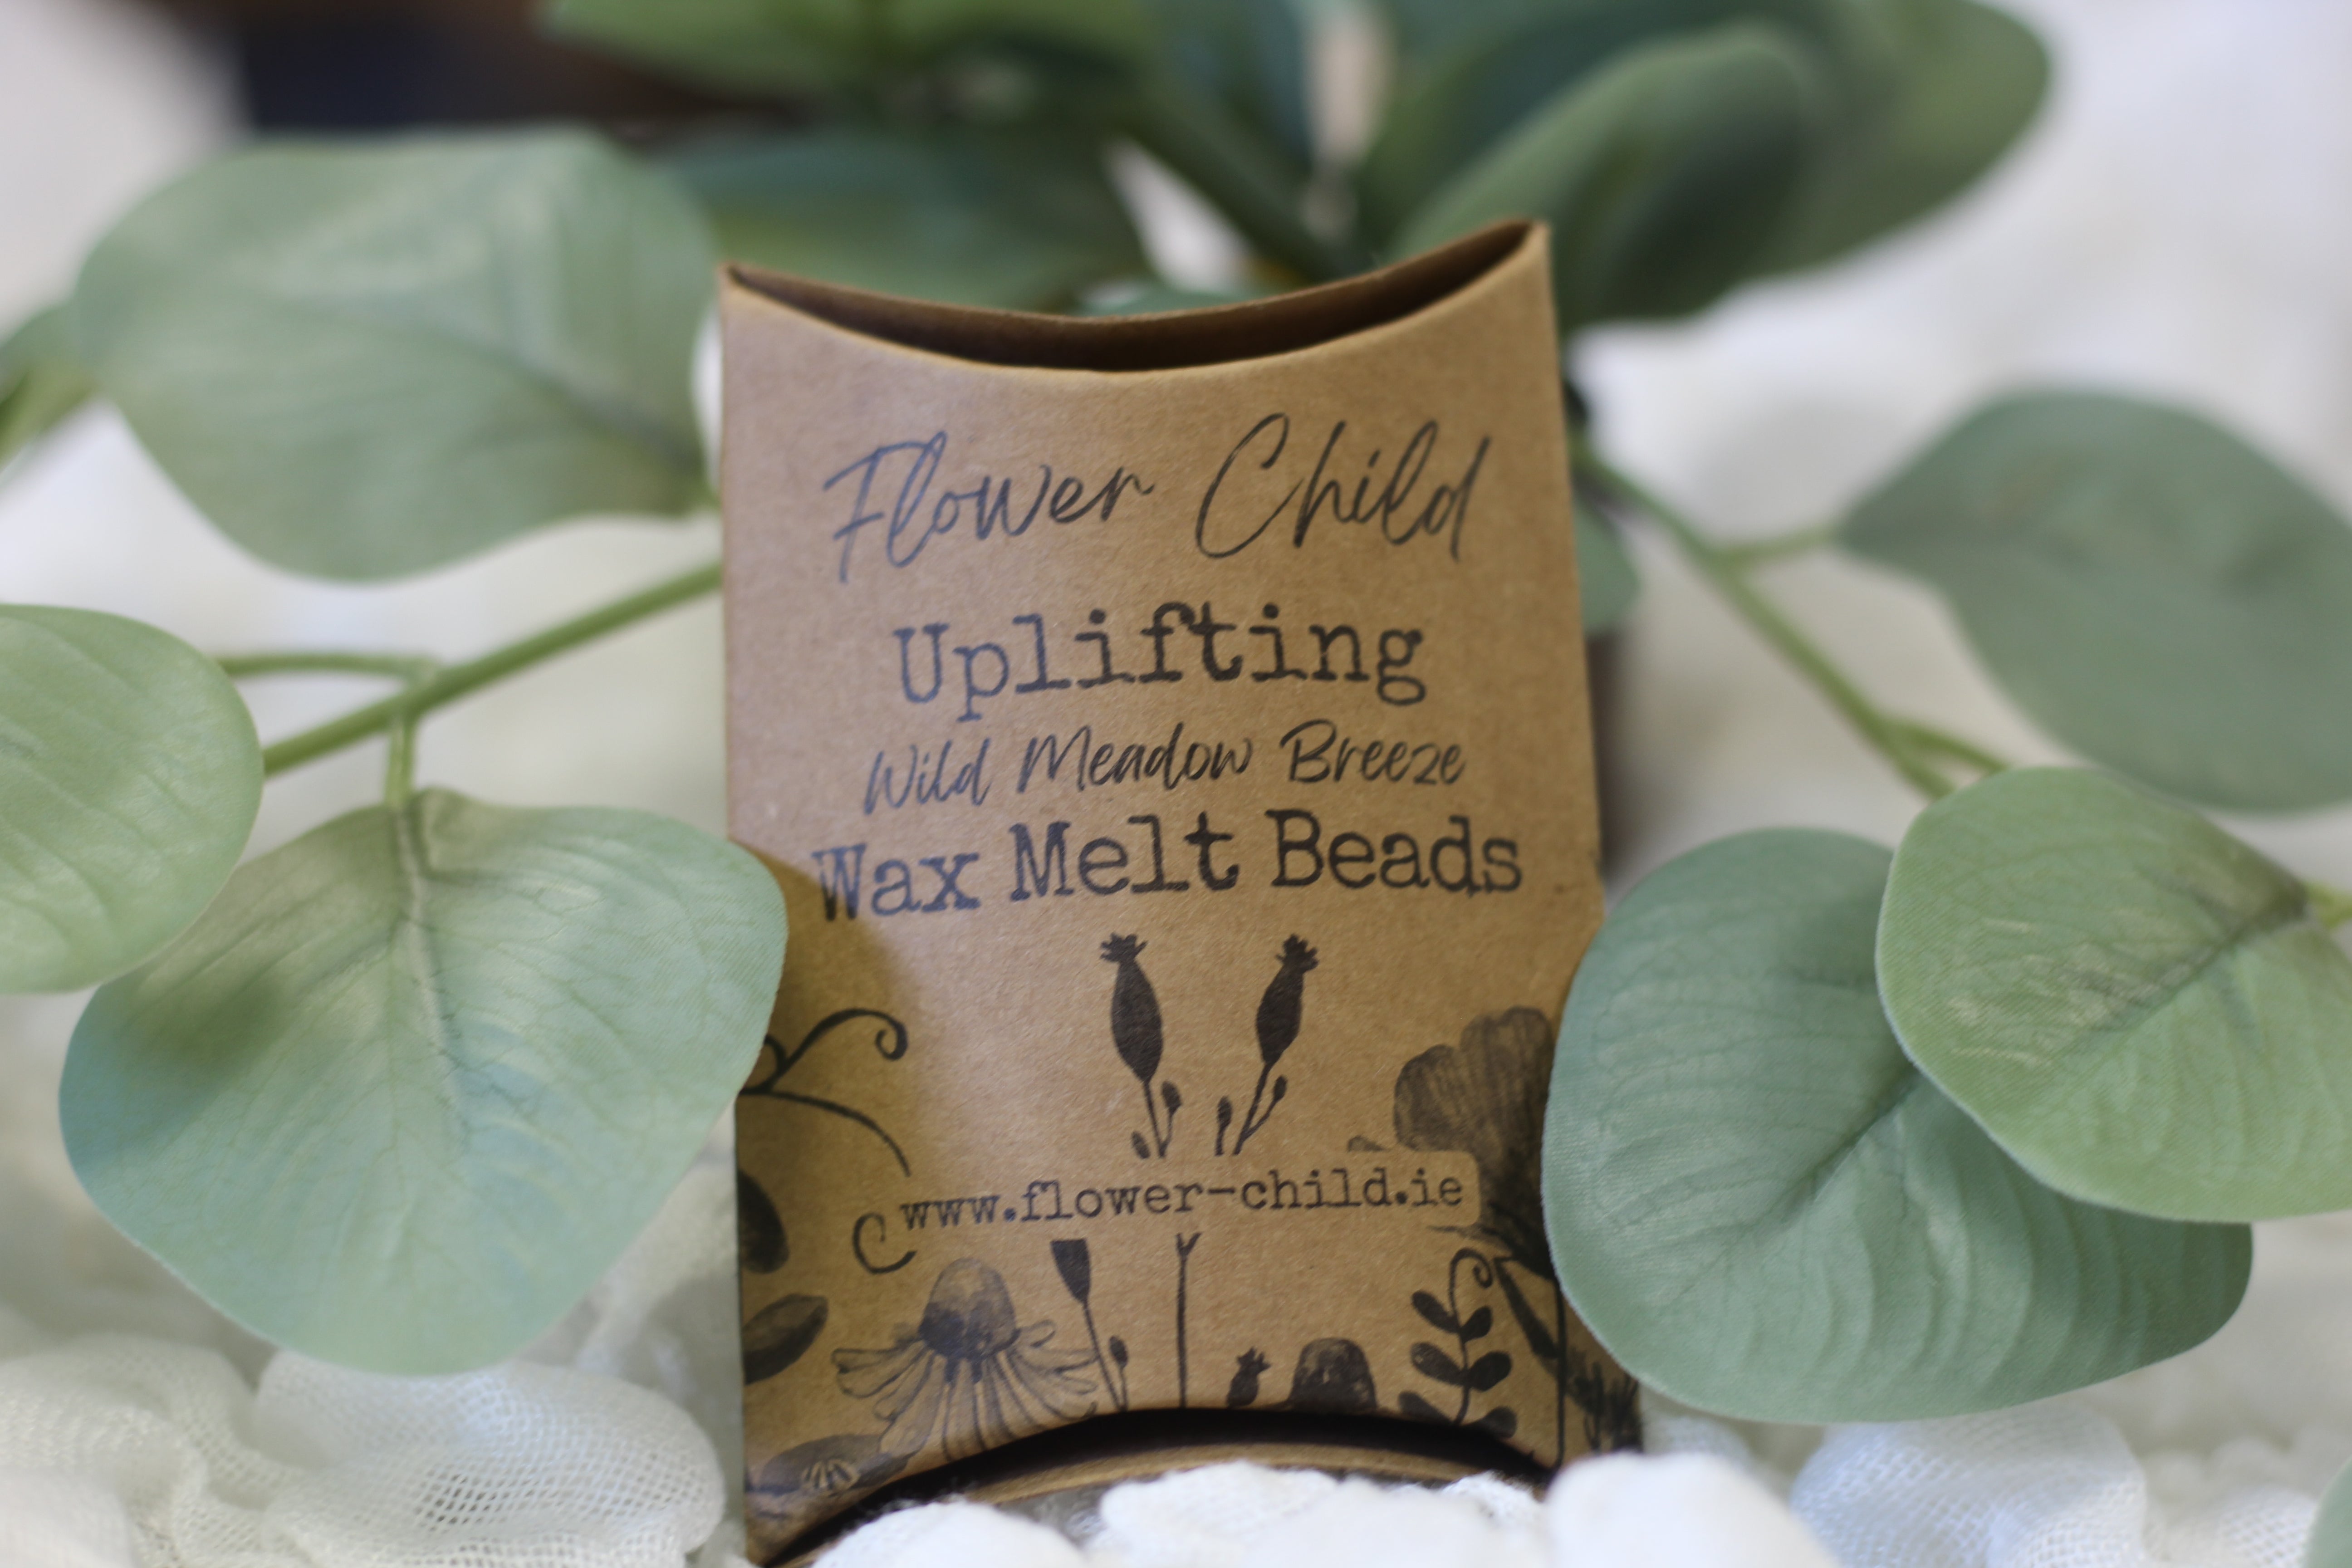 Flower Child
Uplifting
Wild Meadow Breeze
Wax Melt Beads
www.flower-child.ie